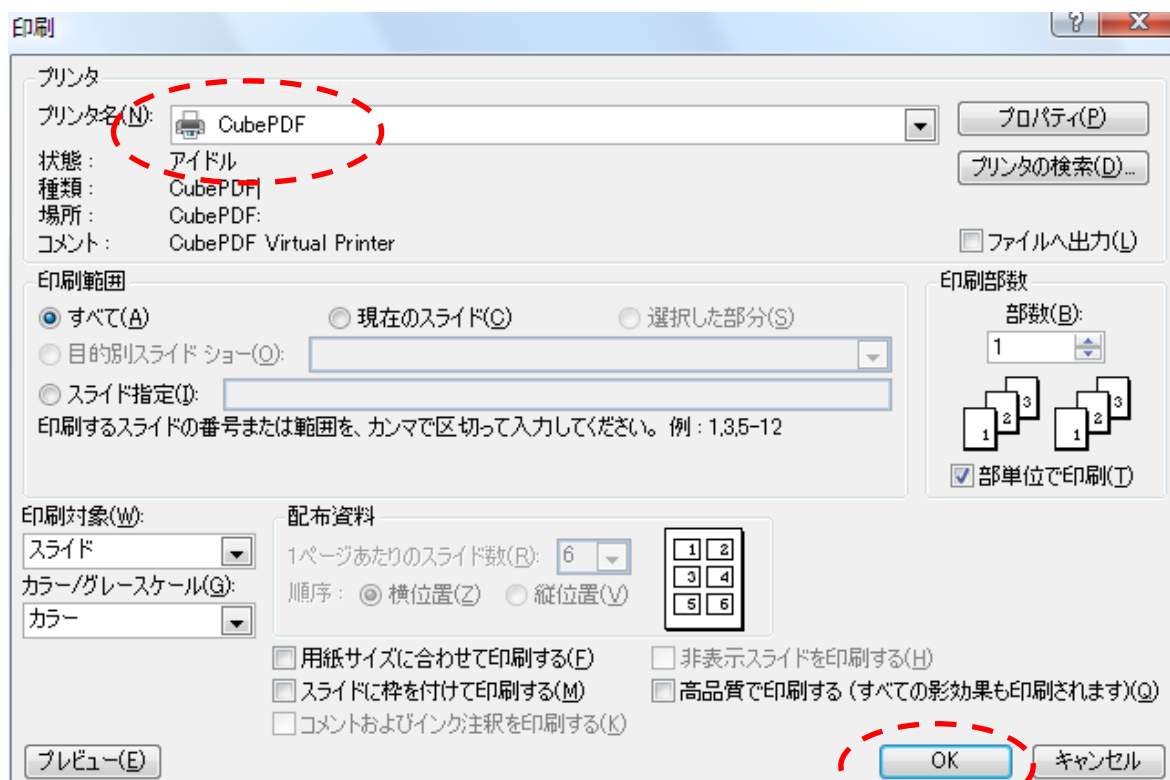 印刷
プリンタ
プリンタ名(N): CubePDF プロパティ(P)
状態： アイドル プリンタの検索(D)...
種類： CubePDF
場所： CubePDF:
コメント： CubePDF Virtual Printer ファイルへ出力(L)
印刷範囲 印刷部数
すべて(A) 現在のスライド(C) 選択した部分(S) 部数(B):
目的別スライド ショー(O): 1
スライド指定(I):
印刷するスライドの番号または範囲を、カンマで区切って入力してください。例：1,3,5-12
1 2 3 1 2 3
部単位で印刷(T)
印刷対象(W): 配布資料
スライド 1ページあたりのスライド数(R): 6
カラー/グレースケール(G): 順序： 横位置(Z) 縦位置(V)
カラー
1 2
3 4
5 6
用紙サイズに合わせて印刷する(F) 非表示スライドを印刷する(H)
スライドに枠を付けて印刷する(M) 高品質で印刷する (すべての影効果も印刷されます)(Q)
コメントおよびインク注釈を印刷する(K)
プレビュー(E) OK キャンセル